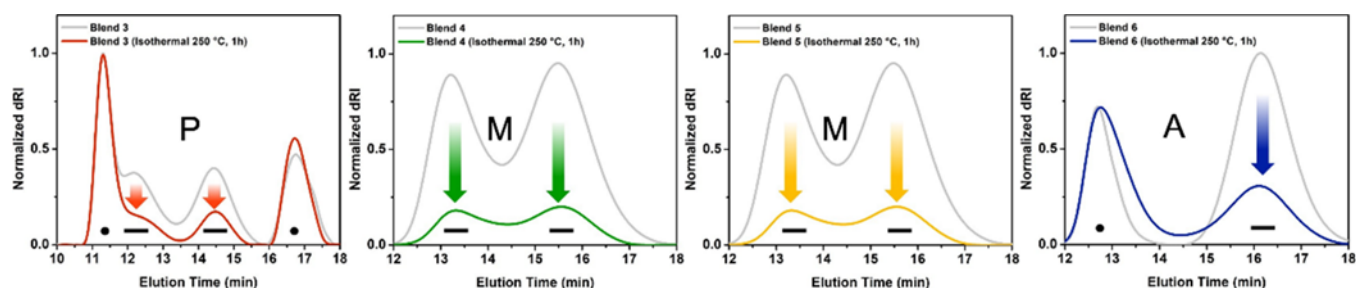 Blend 3
Blend 3 (Isothermal 250 °C, 1h)
P
Normalized dRI
1.0
0.5
0.0
10 11 12 13 14 15 16 17 18
Elution Time (min)
Blend 4
Blend 4 (Isothermal 250 °C, 1h)
M
Normalized dRI
1.0
0.5
0.0
12 13 14 15 16 17 18
Elution Time (min)
Blend 5
Blend 5 (Isothermal 250 °C, 1h)
M
Normalized dRI
1.0
0.5
0.0
12 13 14 15 16 17 18
Elution Time (min)
Blend 6
Blend 6 (Isothermal 250 °C, 1h)
A
Normalized dRI
1.0
0.5
0.0
12 13 14 15 16 17 18
Elution Time (min)